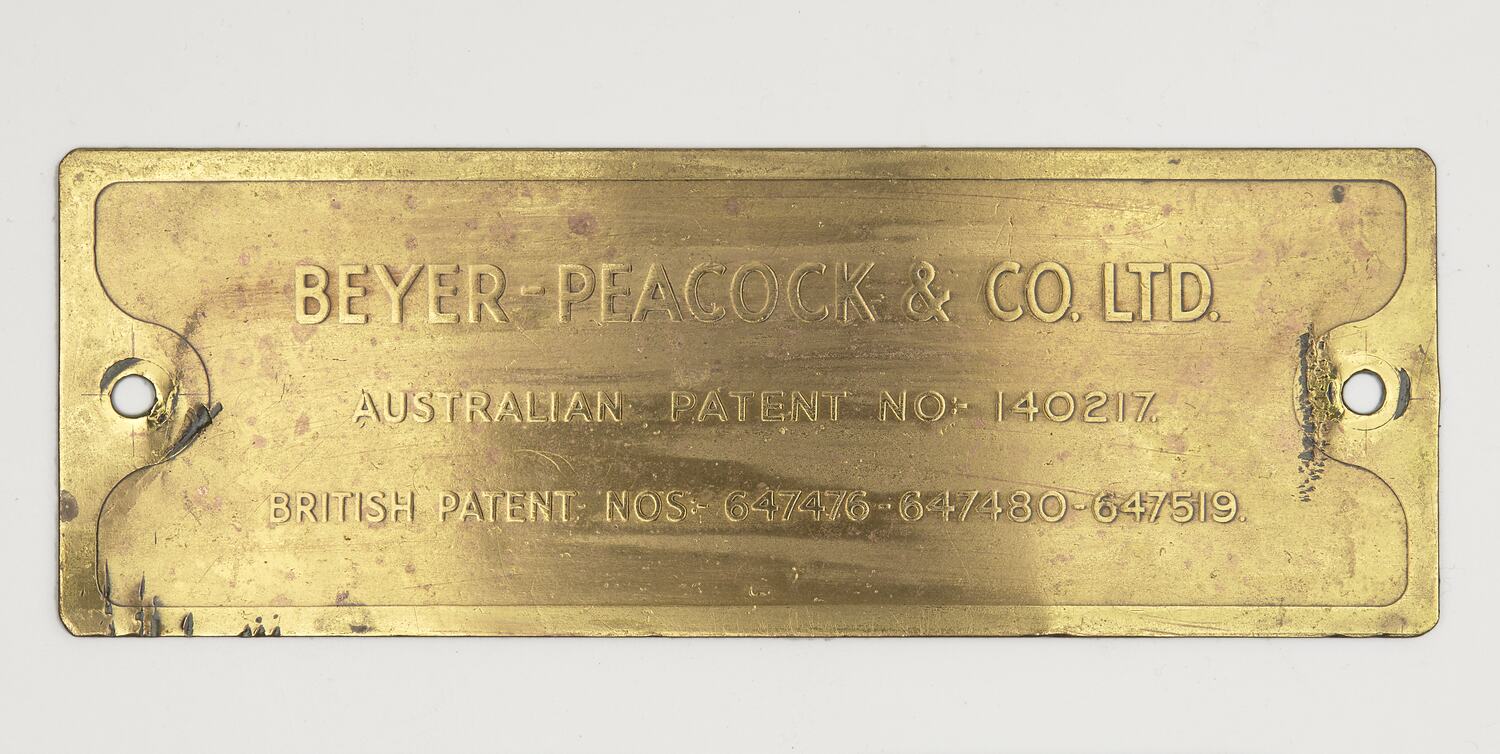 BEYER-PEACOCK & CO. LTD.
AUSTRALIAN PATENT NO:- 140217.
BRITISH PATENT NOS:- 647476-647480-647519.